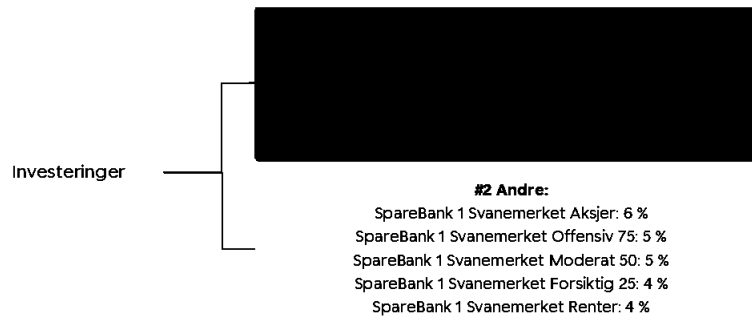 Investeringer
#2 Andre:
SpareBank 1 Svanemerket Aksjer: 6 %
SpareBank 1 Svanemerket Offensiv 75: 5 %
SpareBank 1 Svanemerket Moderat 50: 5 %
SpareBank 1 Svanemerket Forsiktig 25: 4 %
SpareBank 1 Svanemerket Renter: 4 %